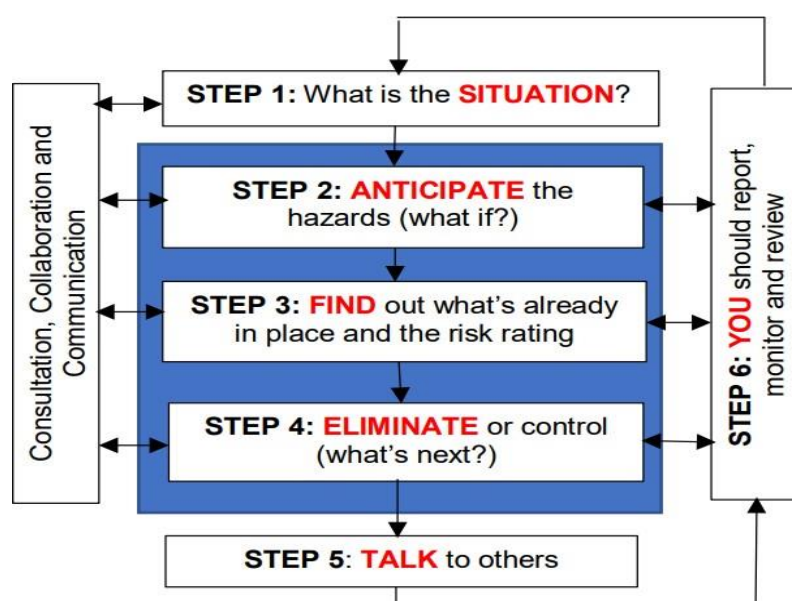 STEP 1: What is the SITUATION?
STEP 2: ANTICIPATE the
hazards (what if?)
STEP 3: FIND out what's already
in place and the risk rating
STEP 4: ELIMINATE or control
(what's next?)
STEP 5: TALK to others
Consultation, Collaboration and
Communication
STEP 6: YOU should report,
monitor and review